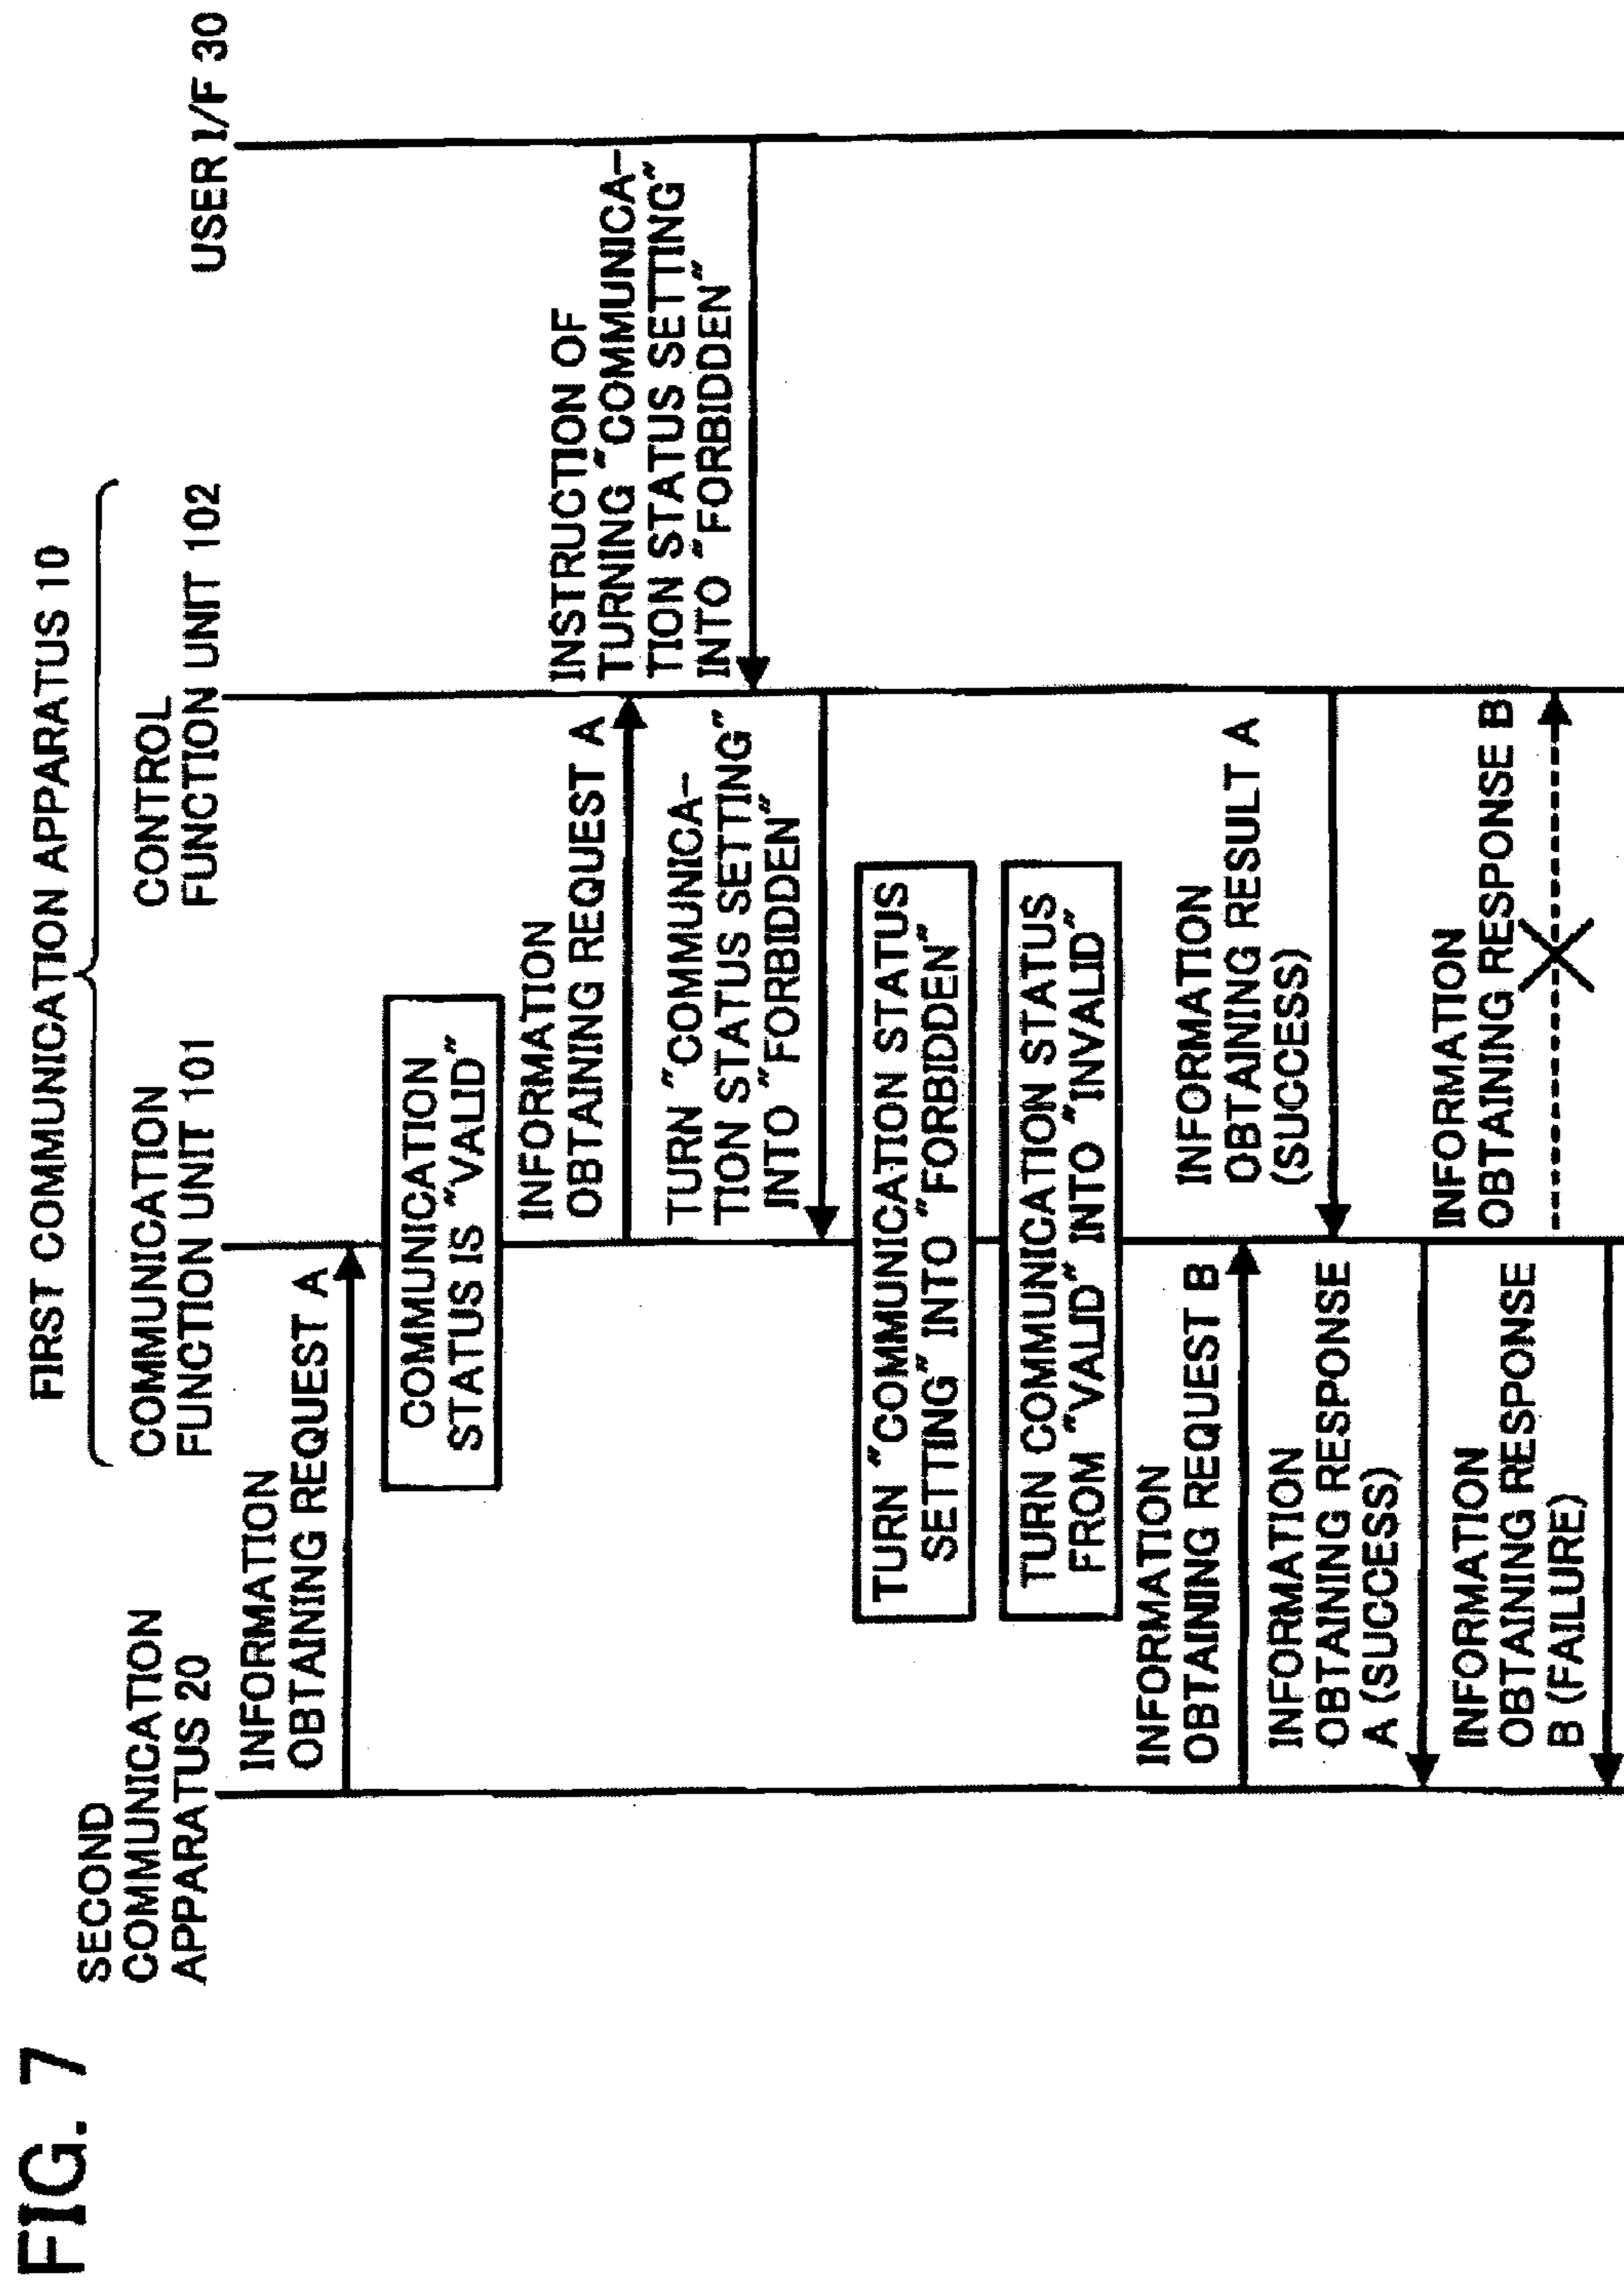 FIG. 7
FIRST COMMUNICATION APPARATUS 10
SECOND
COMMUNICATION
APPARATUS 20
COMMUNICATION
FUNCTION UNIT 101
CONTROL
FUNCTION UNIT 102
USER I/F 30
INFORMATION
OBTAINING REQUEST A
COMMUNICATION
STATUS IS "VALID"
INFORMATION
OBTAINING REQUEST A
INSTRUCTION OF
TURNING "COMMUNICA-
TION STATUS SETTING"
INTO "FORBIDDEN"
TURN "COMMUNICA-
TION STATUS SETTING"
INTO "FORBIDDEN"
TURN "COMMUNICATION STATUS
SETTING" INTO "FORBIDDEN"
TURN COMMUNICATION STATUS
FROM "VALID" INTO "INVALID"
INFORMATION
OBTAINING REQUEST B
INFORMATION
OBTAINING RESULT A
(SUCCESS)
INFORMATION
OBTAINING RESPONSE
A (SUCCESS)
INFORMATION
OBTAINING RESPONSE B
INFORMATION
OBTAINING RESPONSE
B (FAILURE)